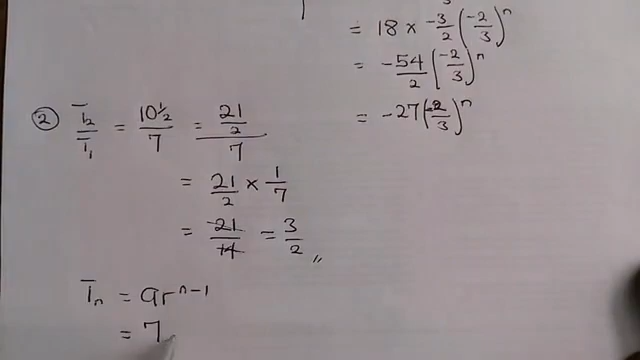 = 18 × -3/2 (-2/3)^n
= -54/2 (-2/3)^n
= -27(-2/3)^n
② T₂/T₁ = 10½/7 = 21/2/7
= 21/2 × 1/7
= 21/14 = 3/2 ,,
Tₙ = ar^n-1
= 7